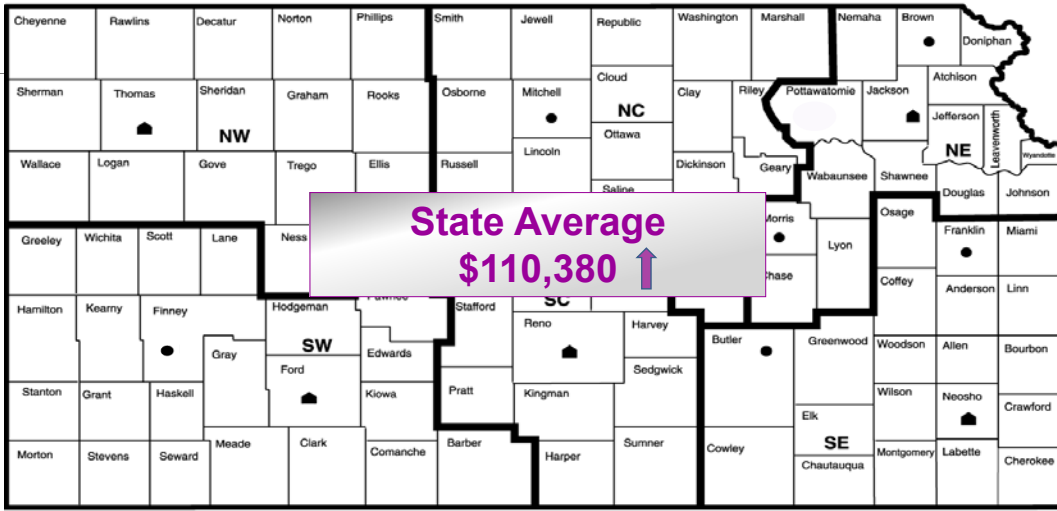 Cheyenne Rawlins Decatur Norton Phillips Smith Jewell Republic Washington Marshall Nemaha Brown
Doniphan
Sherman Thomas Sheridan Graham Rooks Osborne Mitchell Cloud Clay Riley Pottawatomie Jackson Atchison
NW NC
Ottawa Jefferson Leavenworth
NE
Wallace Logan Gove Trego Ellis Russell Lincoln Dickinson Geary Wabaunsee Shawnee Wyandotte
Saline Douglas Johnson
State Average
$110,380
Greeley Wichita Scott Lane Ness Morris Lyon Osage Franklin Miami
Chase Coffey Anderson Linn
Hamilton Kearny Finney Hodgeman Pawnee Stafford SC
Reno Harvey
Gray SW Edwards Butler Greenwood Woodson Allen Bourbon
Ford Sedgwick
Stanton Grant Haskell Kiowa Pratt Kingman Wilson Neosho Crawford
Elk
Morton Stevens Seward Meade Clark Comanche Barber Harper Sumner Cowley SE Montgomery Labette Cherokee
Chautauqua